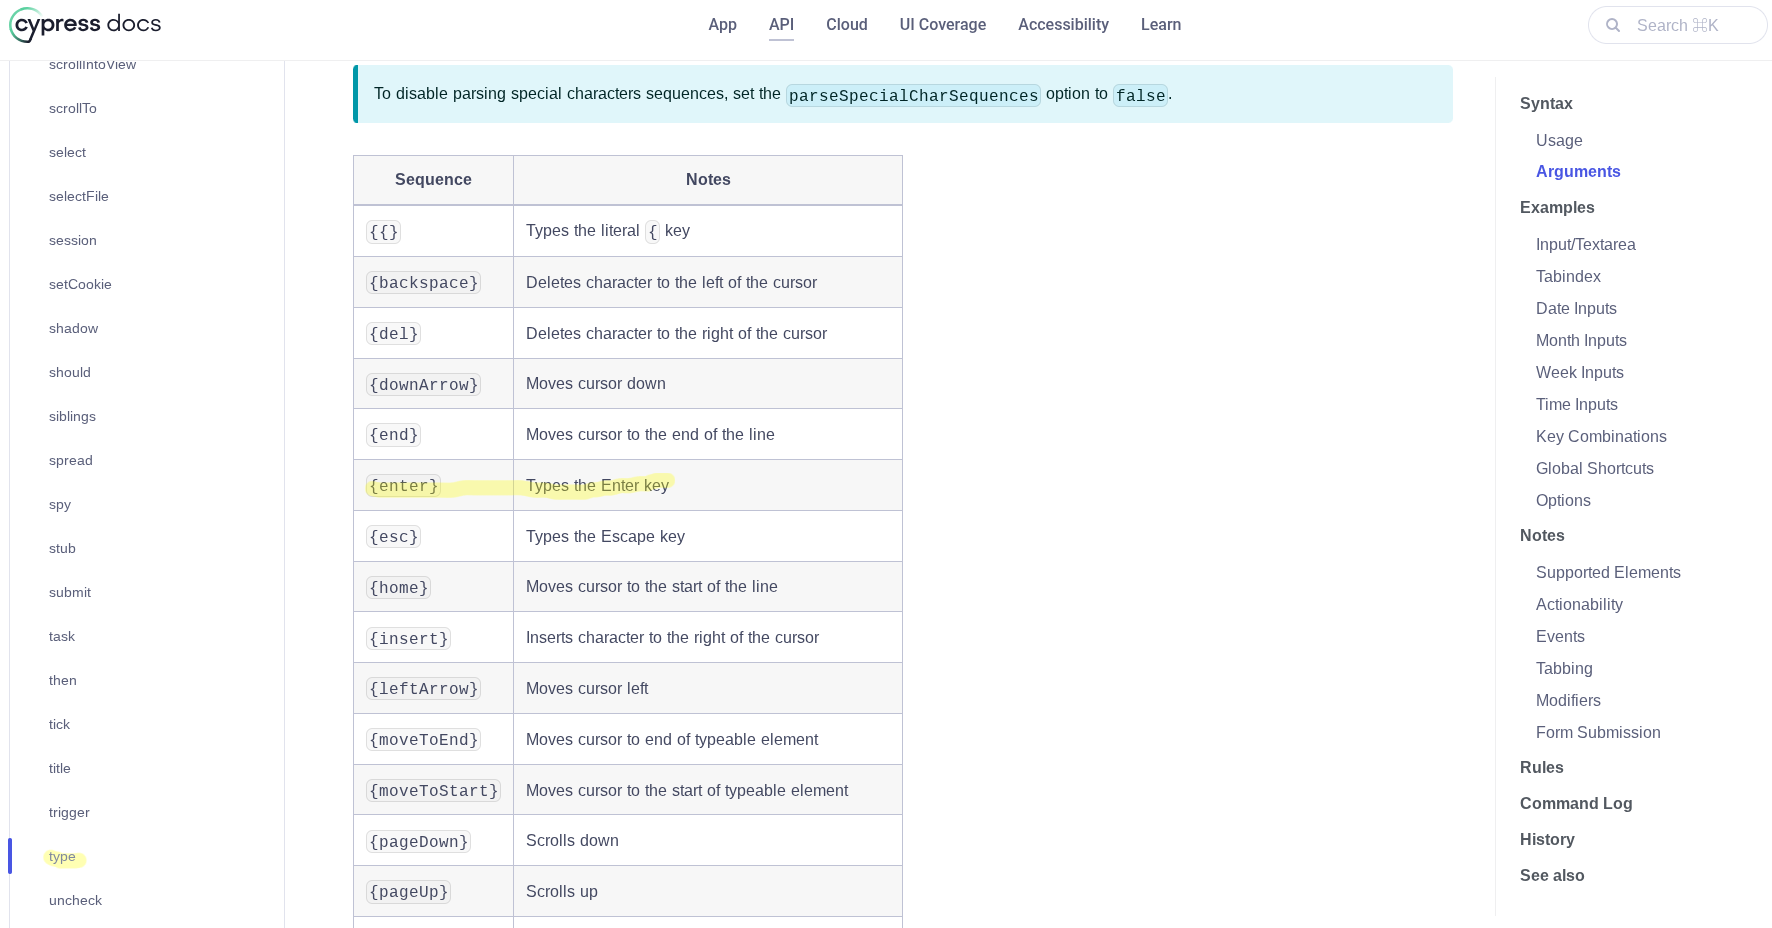 cypress docs
App API Cloud UI Coverage Accessibility Learn
Search ⌘K
scrollIntoView
scrollTo
select
selectFile
session
setCookie
shadow
should
siblings
spread
spy
stub
submit
task
then
tick
title
trigger
type
uncheck
To disable parsing special characters sequences, set the parseSpecialCharSequences option to false.
Sequence Notes
{{} Types the literal { key
{backspace} Deletes character to the left of the cursor
{del} Deletes character to the right of the cursor
{downArrow} Moves cursor down
{end} Moves cursor to the end of the line
{enter} Types the Enter key
{esc} Types the Escape key
{home} Moves cursor to the start of the line
{insert} Inserts character to the right of the cursor
{leftArrow} Moves cursor left
{moveToEnd} Moves cursor to end of typeable element
{moveToStart} Moves cursor to the start of typeable element
{pageDown} Scrolls down
{pageUp} Scrolls up
Syntax
Usage
Arguments
Examples
Input/Textarea
Tabindex
Date Inputs
Month Inputs
Week Inputs
Time Inputs
Key Combinations
Global Shortcuts
Options
Notes
Supported Elements
Actionability
Events
Tabbing
Modifiers
Form Submission
Rules
Command Log
History
See also